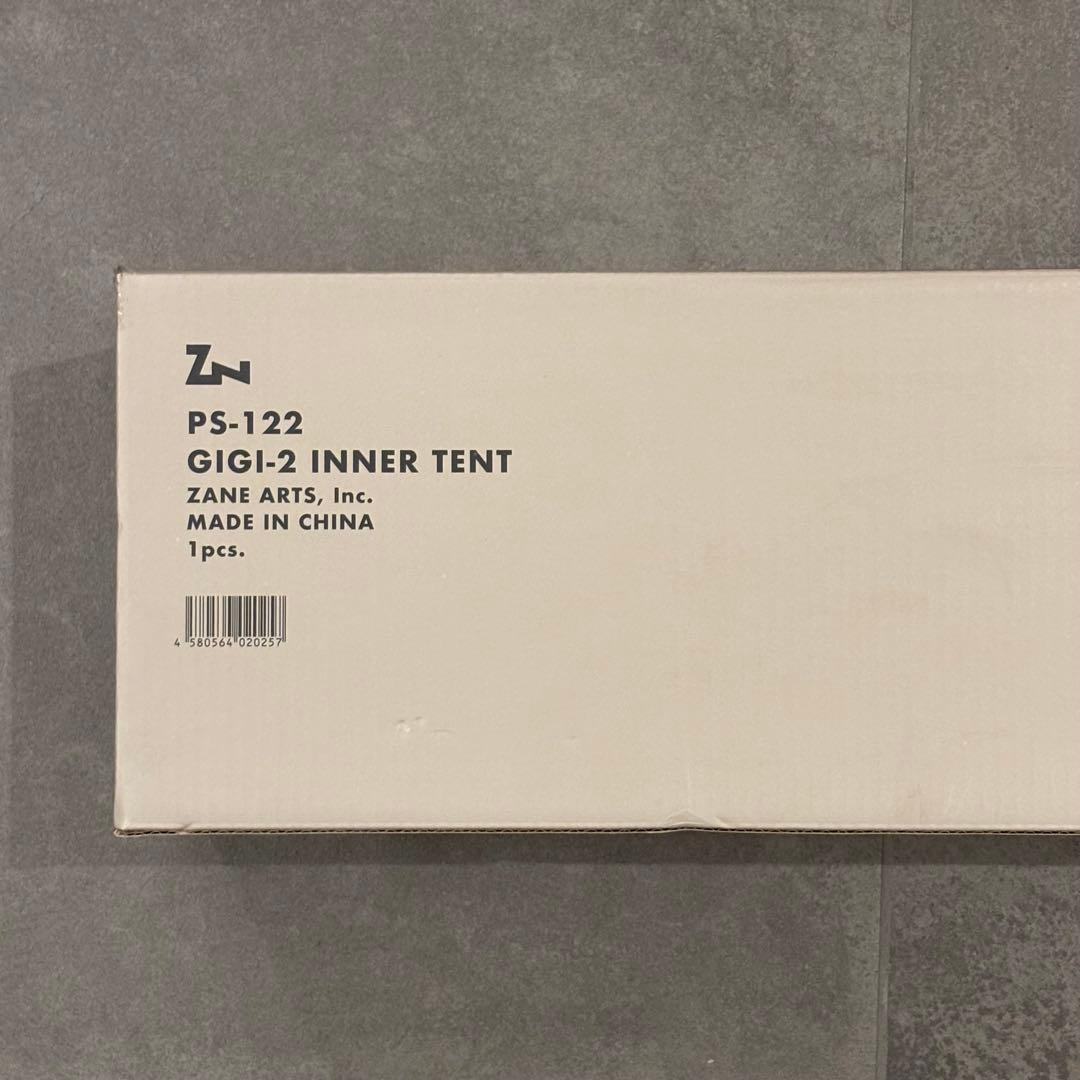 ZN
PS-122
GIGI-2 INNER TENT
ZANE ARTS, Inc.
MADE IN CHINA
1pcs.
4 580564 020257